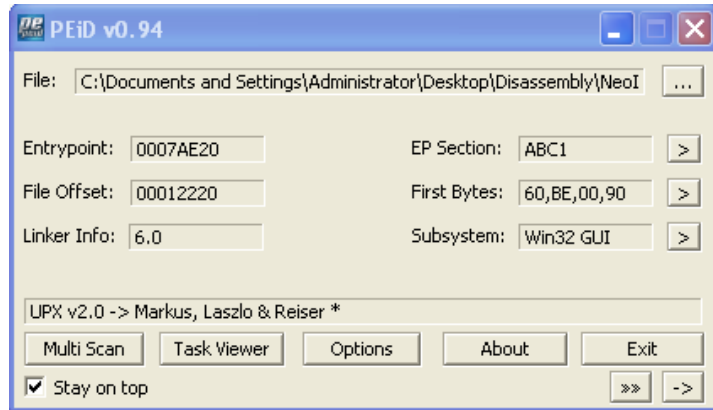 PEiD v0.94
File: C:\Documents and Settings\Administrator\Desktop\Disassembly\NeoI ...
Entrypoint: 0007AE20 EP Section: ABC1 >
File Offset: 00012220 First Bytes: 60,BE,00,90 >
Linker Info: 6.0 Subsystem: Win32 GUI >
UPX v2.0 -> Markus, Laszlo & Reiser *
Multi Scan Task Viewer Options About Exit
Stay on top »» ->